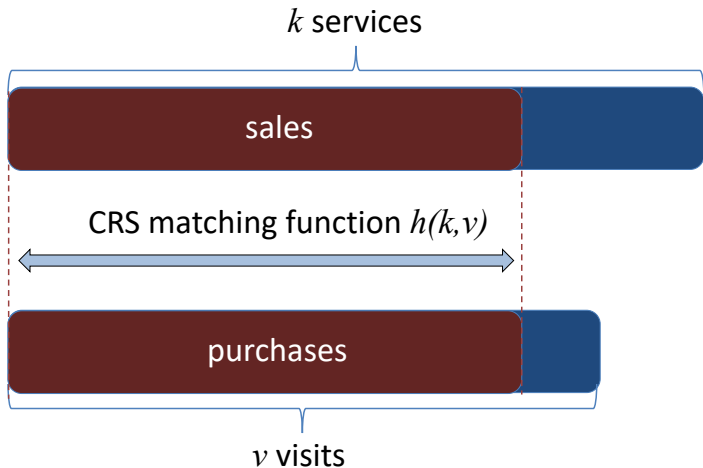 k services
sales
CRS matching function h(k,v)
purchases
v visits